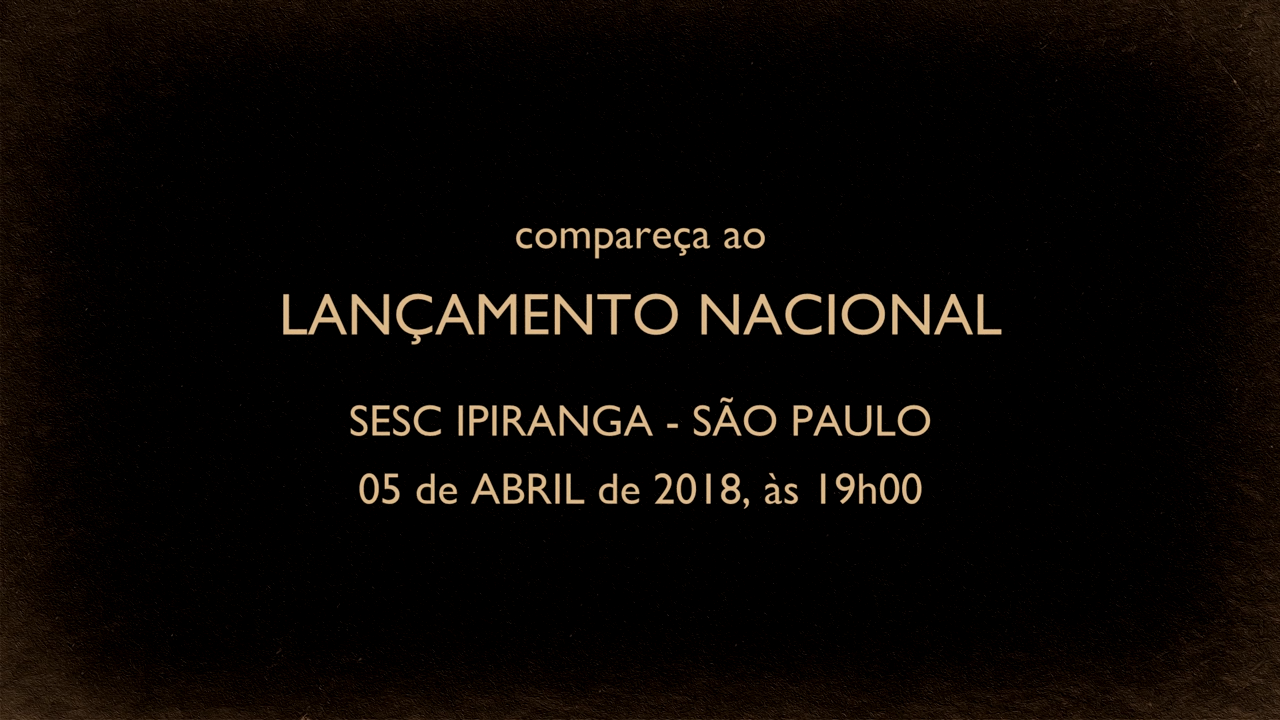 compareça ao
LANÇAMENTO NACIONAL
SESC IPIRANGA - SÃO PAULO
05 de ABRIL de 2018, às 19h00